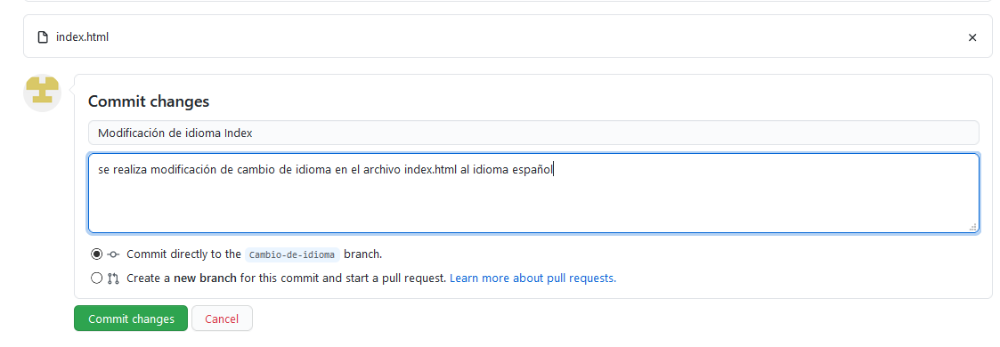 index.html
Commit changes
Modificación de idioma Index
se realiza modificación de cambio de idioma en el archivo index.html al idioma español
Commit directly to the Cambio-de-idioma branch.
Create a new branch for this commit and start a pull request. Learn more about pull requests.
Commit changes Cancel